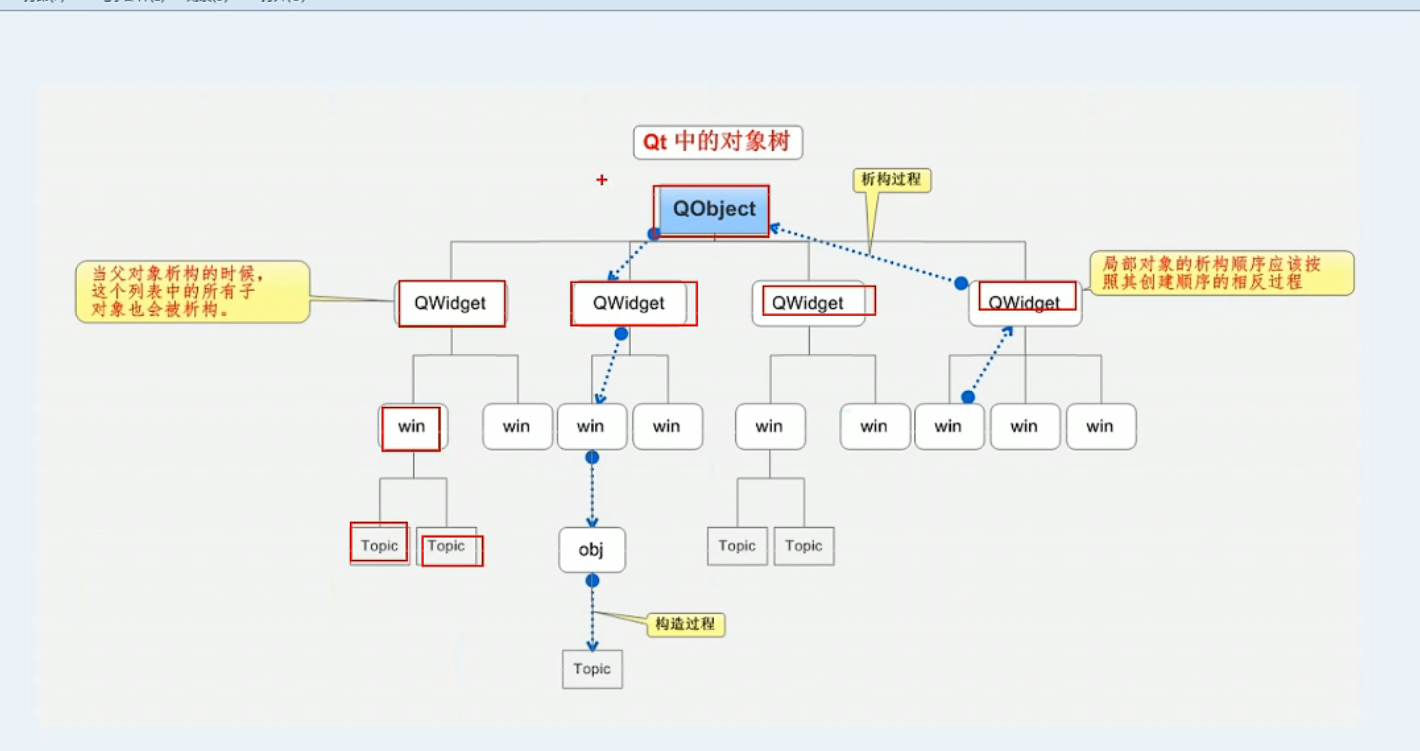 Qt 中的对象树
析构过程
QObject
当父对象析构的时候，
这个列表中的所有子
对象也会被析构。
局部对象的析构顺序应该按
照其创建顺序的相反过程
QWidget
QWidget
QWidget
QWidget
win
win
win
win
win
win
win
win
win
Topic
Topic
obj
Topic
Topic
构造过程
Topic